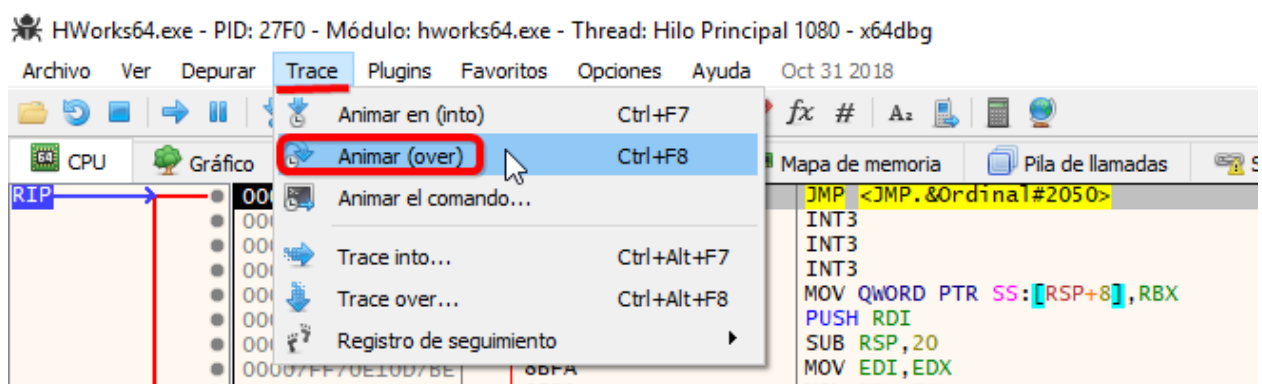 HWorks64.exe - PID: 27F0 - Módulo: hworks64.exe - Thread: Hilo Principal 1080 - x64dbg
Archivo Ver Depurar Trace Plugins Favoritos Opciones Ayuda Oct 31 2018
fx # Az
Animar en (into) Ctrl+F7
CPU Gráfico Animar (over) Ctrl+F8 Mapa de memoria Pila de llamadas
RIP JMP <JMP.&Ordinal#2050>
Animar el comando...
INT3
INT3
Trace into... Ctrl+Alt+F7 INT3
MOV QWORD PTR SS:[RSP+8],RBX
Trace over... Ctrl+Alt+F8 PUSH RDI
Registro de seguimiento SUB RSP,20
00007FF70E10D7BE 8BFA MOV EDI,EDX